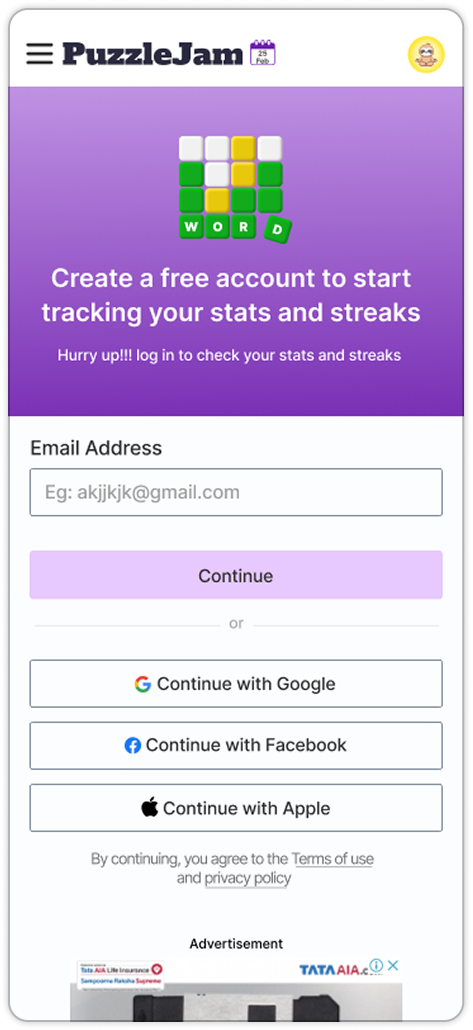 PuzzleJam
25
Feb
W O R D
Create a free account to start
tracking your stats and streaks
Hurry up!!! log in to check your stats and streaks
Email Address
Eg: akjjkjk@gmail.com
Continue
or
Continue with Google
Continue with Facebook
Continue with Apple
By continuing, you agree to the Terms of use
and privacy policy
Advertisement
Tata AIA Life Insurance
Sampoorna Raksha Supreme
TATA AIA.c